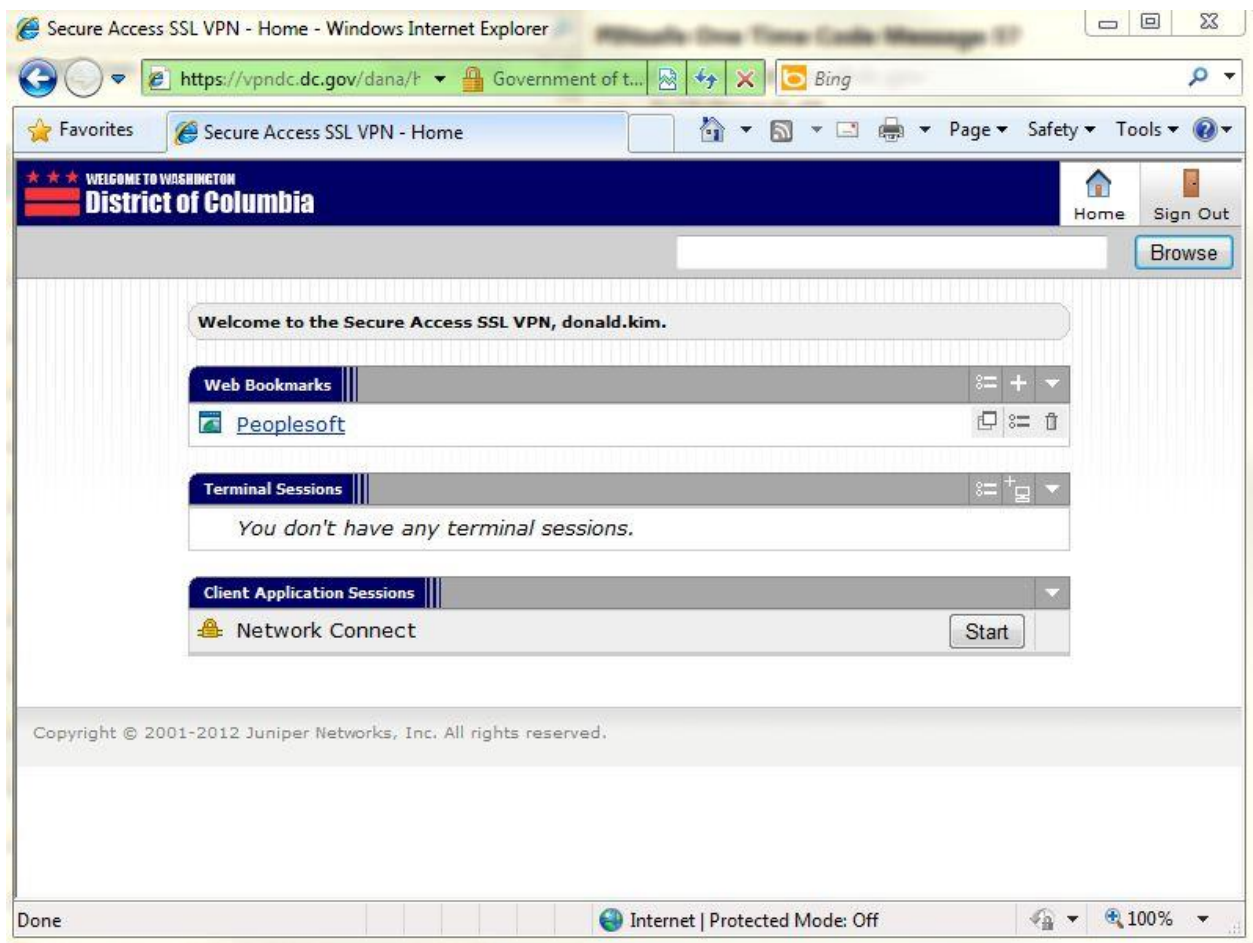 Secure Access SSL VPN - Home - Windows Internet Explorer
https://vpndc.dc.gov/dana/h Government of t... Bing
Favorites Secure Access SSL VPN - Home Page Safety Tools
WELCOME TO WASHINGTON
District of Columbia
Home Sign Out
Browse
Welcome to the Secure Access SSL VPN, donald.kim.
Web Bookmarks
Peoplesoft
Terminal Sessions
You don't have any terminal sessions.
Client Application Sessions
Network Connect Start
Copyright © 2001-2012 Juniper Networks, Inc. All rights reserved.
Done Internet | Protected Mode: Off 100%